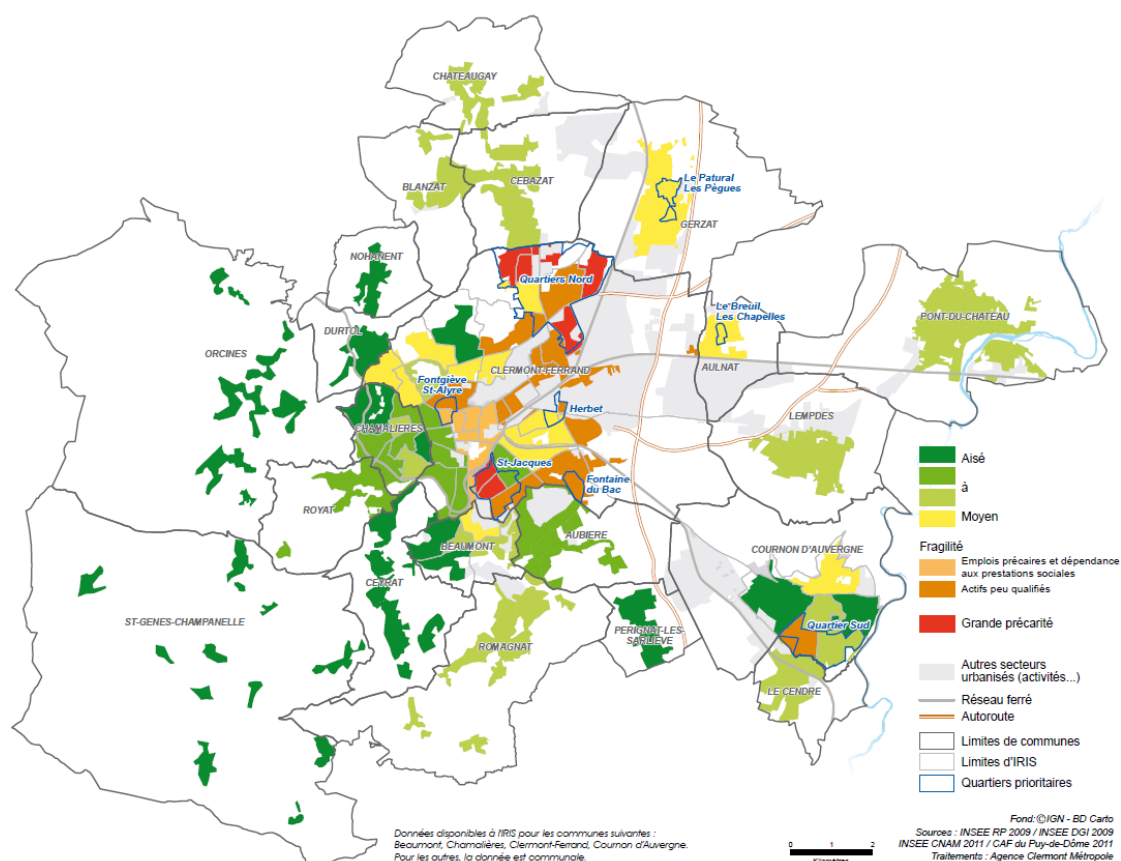 CHATEAUGAY
BLANZAT
CEBAZAT
Le Patural
Les Pègues
GERZAT
NOHANENT
Quartiers Nord
Le Breuil
Les Chapelles
AULNAT
PONT-DU-CHATEAU
DURTOL
ORCINES
CLERMONT-FERRAND
Fontgiève
St-Alyre
Herbet
CHAMALIERES
LEMPDES
St-Jacques
Fontaine
du Bac
ROYAT
BEAUMONT
AUBIERE
COURNON D'AUVERGNE
CEYRAT
ST-GENES-CHAMPANELLE
ROMAGNAT
PERIGNAT-LES-
SARLIEVE
Quartier Sud
LE CENDRE
Aisé
à
Moyen
Fragilité
Emplois précaires et dépendance
aux prestations sociales
Actifs peu qualifiés
Grande précarité
Autres secteurs
urbanisés (activités...)
Réseau ferré
Autoroute
Limites de communes
Limites d'IRIS
Quartiers prioritaires
Données disponibles à l'IRIS pour les communes suivantes :
Beaumont, Chamalières, Clermont-Ferrand, Cournon d'Auvergne.
Pour les autres, la donnée est communale.
0 1 2
Kilomètres
Fond:©IGN - BD Carto
Sources : INSEE RP 2009 / INSEE DGI 2009
INSEE CNAM 2011 / CAF du Puy-de-Dôme 2011
Traitements : Agence Clermont Métropole